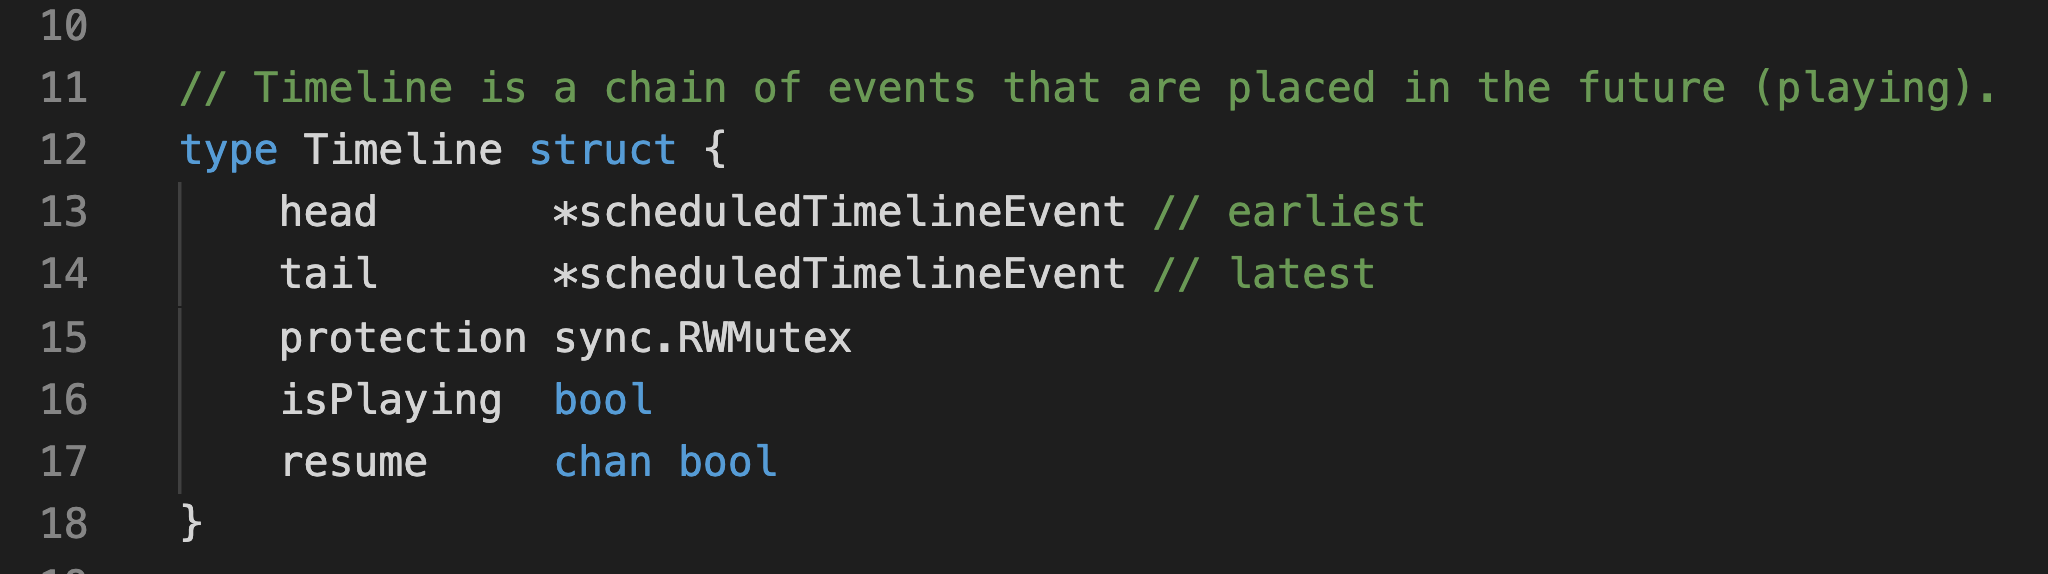 10
11 // Timeline is a chain of events that are placed in the future (playing).
12 type Timeline struct {
13 head *scheduledTimelineEvent // earliest
14 tail *scheduledTimelineEvent // latest
15 protection sync.RWMutex
16 isPlaying bool
17 resume chan bool
18 }